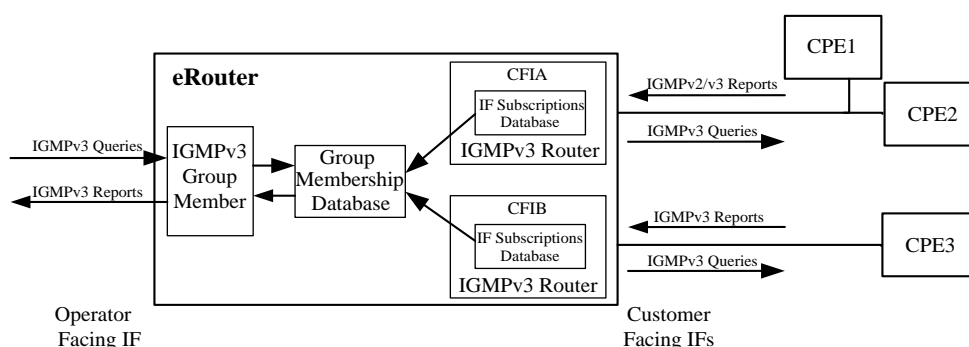 CPE1
eRouter
CFIA
IGMPv2/v3 Reports
IF Subscriptions
Database
CPE2
IGMPv3 Queries
IGMPv3
Group
Member
Group
Membership
Database
IGMPv3 Router
IGMPv3 Queries
IGMPv3 Reports
CFIB
IGMPv3 Reports
IF Subscriptions
Database
CPE3
IGMPv3 Router
IGMPv3 Queries
Operator
Facing IF
Customer
Facing IFs